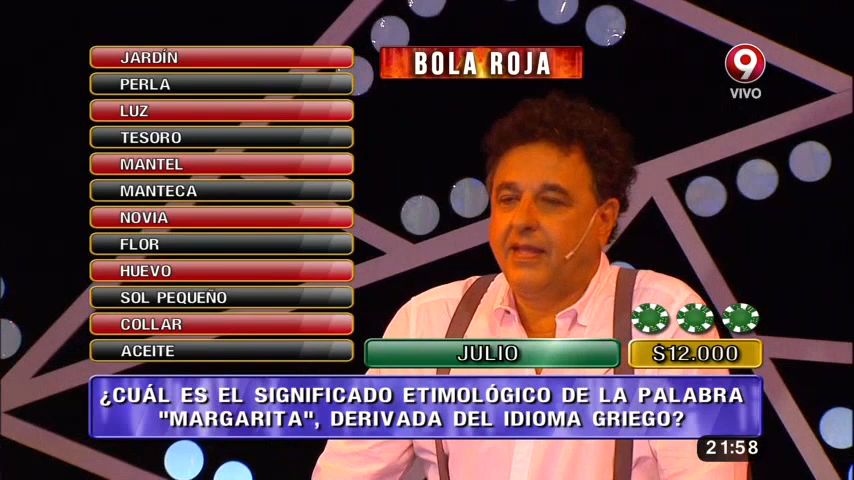 JARDÍN
BOLA ROJA
9
VIVO
PERLA
LUZ
TESORO
MANTEL
MANTECA
NOVIA
FLOR
HUEVO
SOL PEQUEÑO
COLLAR
ACEITE
JULIO
$12.000
¿CUÁL ES EL SIGNIFICADO ETIMOLÓGICO DE LA PALABRA
"MARGARITA", DERIVADA DEL IDIOMA GRIEGO?
21:58